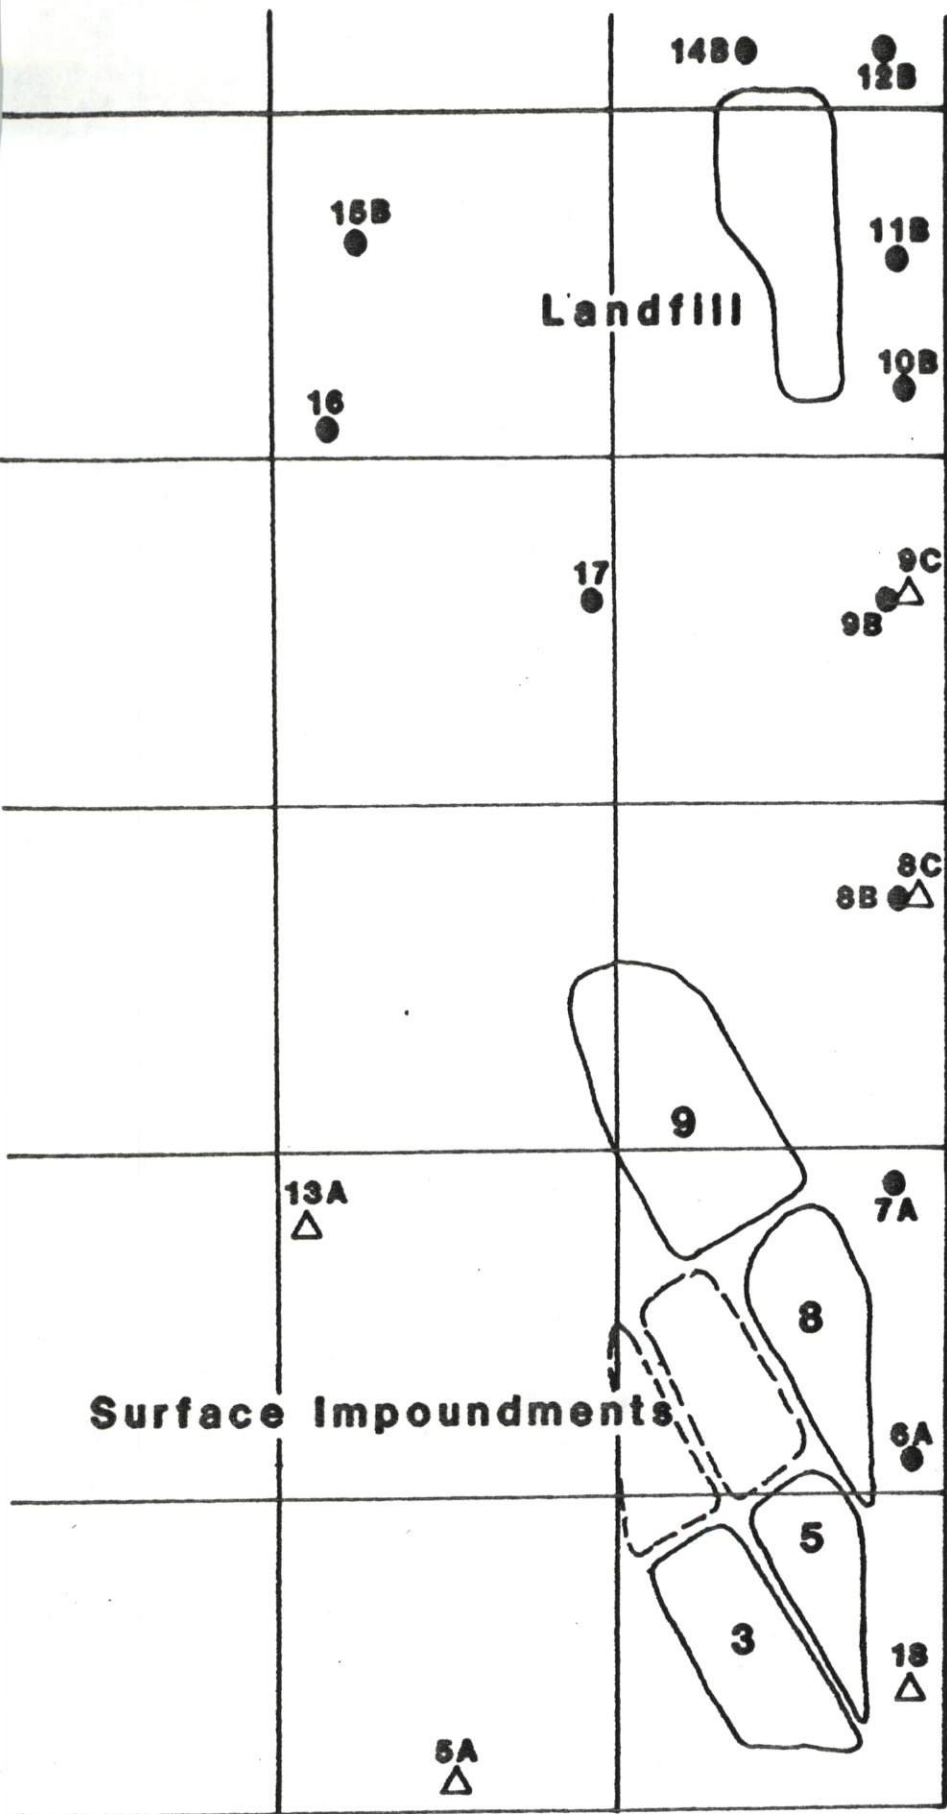 14B
12B
15B
11B
Landfill
10B
16
9C
17
9B
8C
8B
9
13A
7A
8
Surface Impoundments
6A
5
3
18
5A